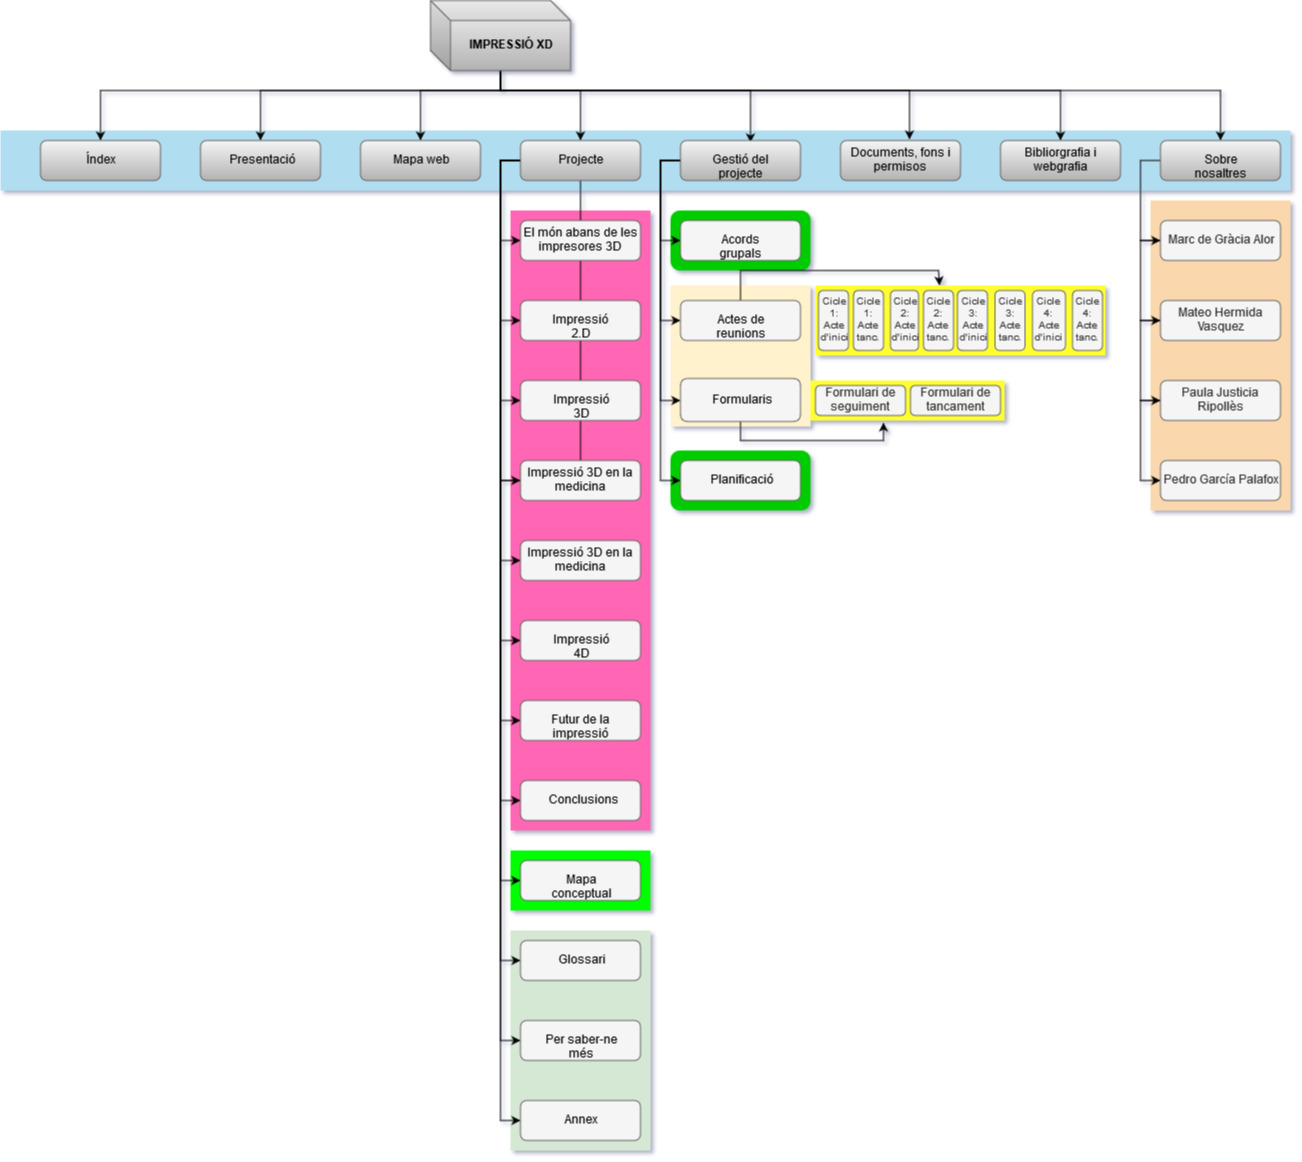 IMPRESSIÓ XD
Índex
Presentació
Mapa web
Projecte
Gestió del
projecte
Documents, fons i
permisos
Bibliorgrafia i
webgrafia
Sobre
nosaltres
El món abans de les
impresores 3D
Impressió
2.D
Impressió
3D
Impressió 3D en la
medicina
Impressió 3D en la
medicina
Impressió
4D
Futur de la
impressió
Conclusions
Mapa
conceptual
Glossari
Per saber-ne
més
Annex
Acords
grupals
Actes de
reunions
Cicle
1:
Acte
d'inici
Cicle
1:
Acte
tanc.
Cicle
2:
Acte
d'inici
Cicle
2:
Acte
tanc.
Cicle
3:
Acte
d'inici
Cicle
3:
Acte
tanc.
Cicle
4:
Acte
d'inici
Cicle
4:
Acte
tanc.
Formularis
Formulari de
seguiment
Formulari de
tancament
Planificació
Marc de Gràcia Alor
Mateo Hermida
Vasquez
Paula Justicia
Ripollès
Pedro García Palafox